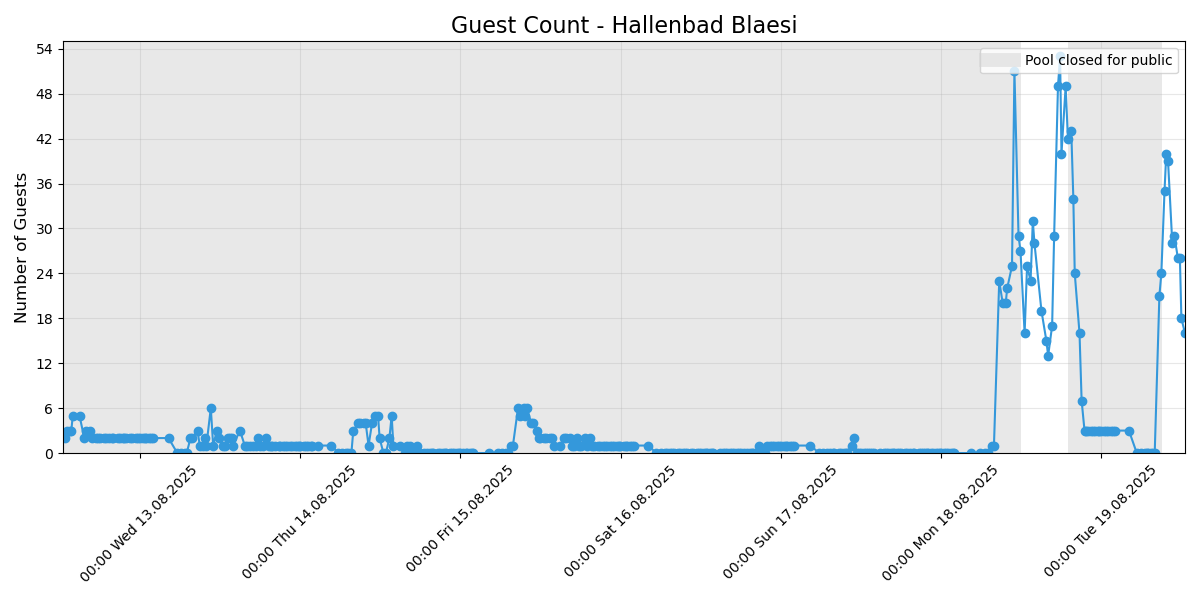 Guest Count - Hallenbad Blaesi
Pool closed for public
Number of Guests
54
48
42
36
30
24
18
12
6
0
00:00 Wed 13.08.2025
00:00 Thu 14.08.2025
00:00 Fri 15.08.2025
00:00 Sat 16.08.2025
00:00 Sun 17.08.2025
00:00 Mon 18.08.2025
00:00 Tue 19.08.2025